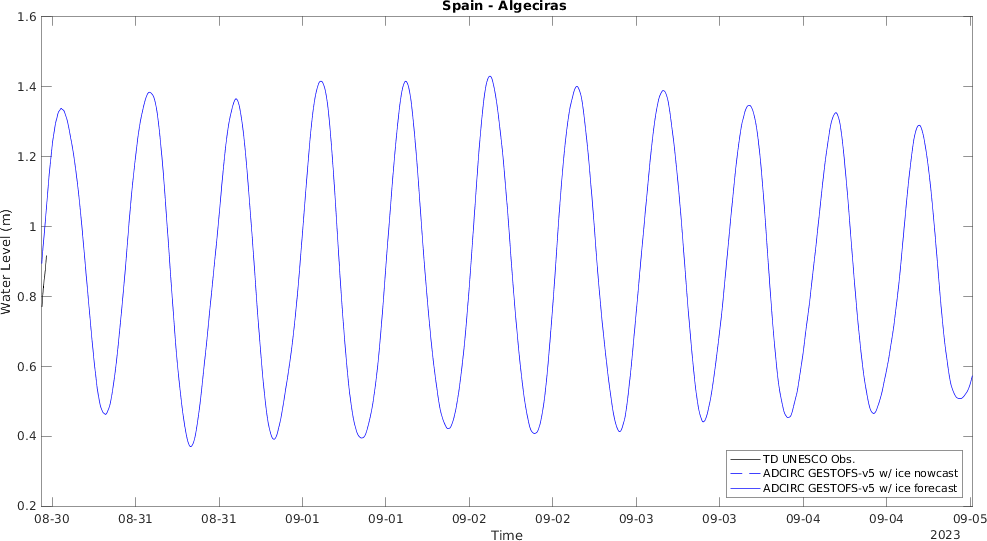 Spain - Algeciras
Water Level (m)
1.6
1.4
1.2
1
0.8
0.6
0.4
0.2
TD UNESCO Obs.
ADCIRC GESTOFS-v5 w/ ice nowcast
ADCIRC GESTOFS-v5 w/ ice forecast
08-30 08-31 08-31 09-01 09-01 09-02 09-02 09-03 09-03 09-04 09-04 09-05
Time
2023